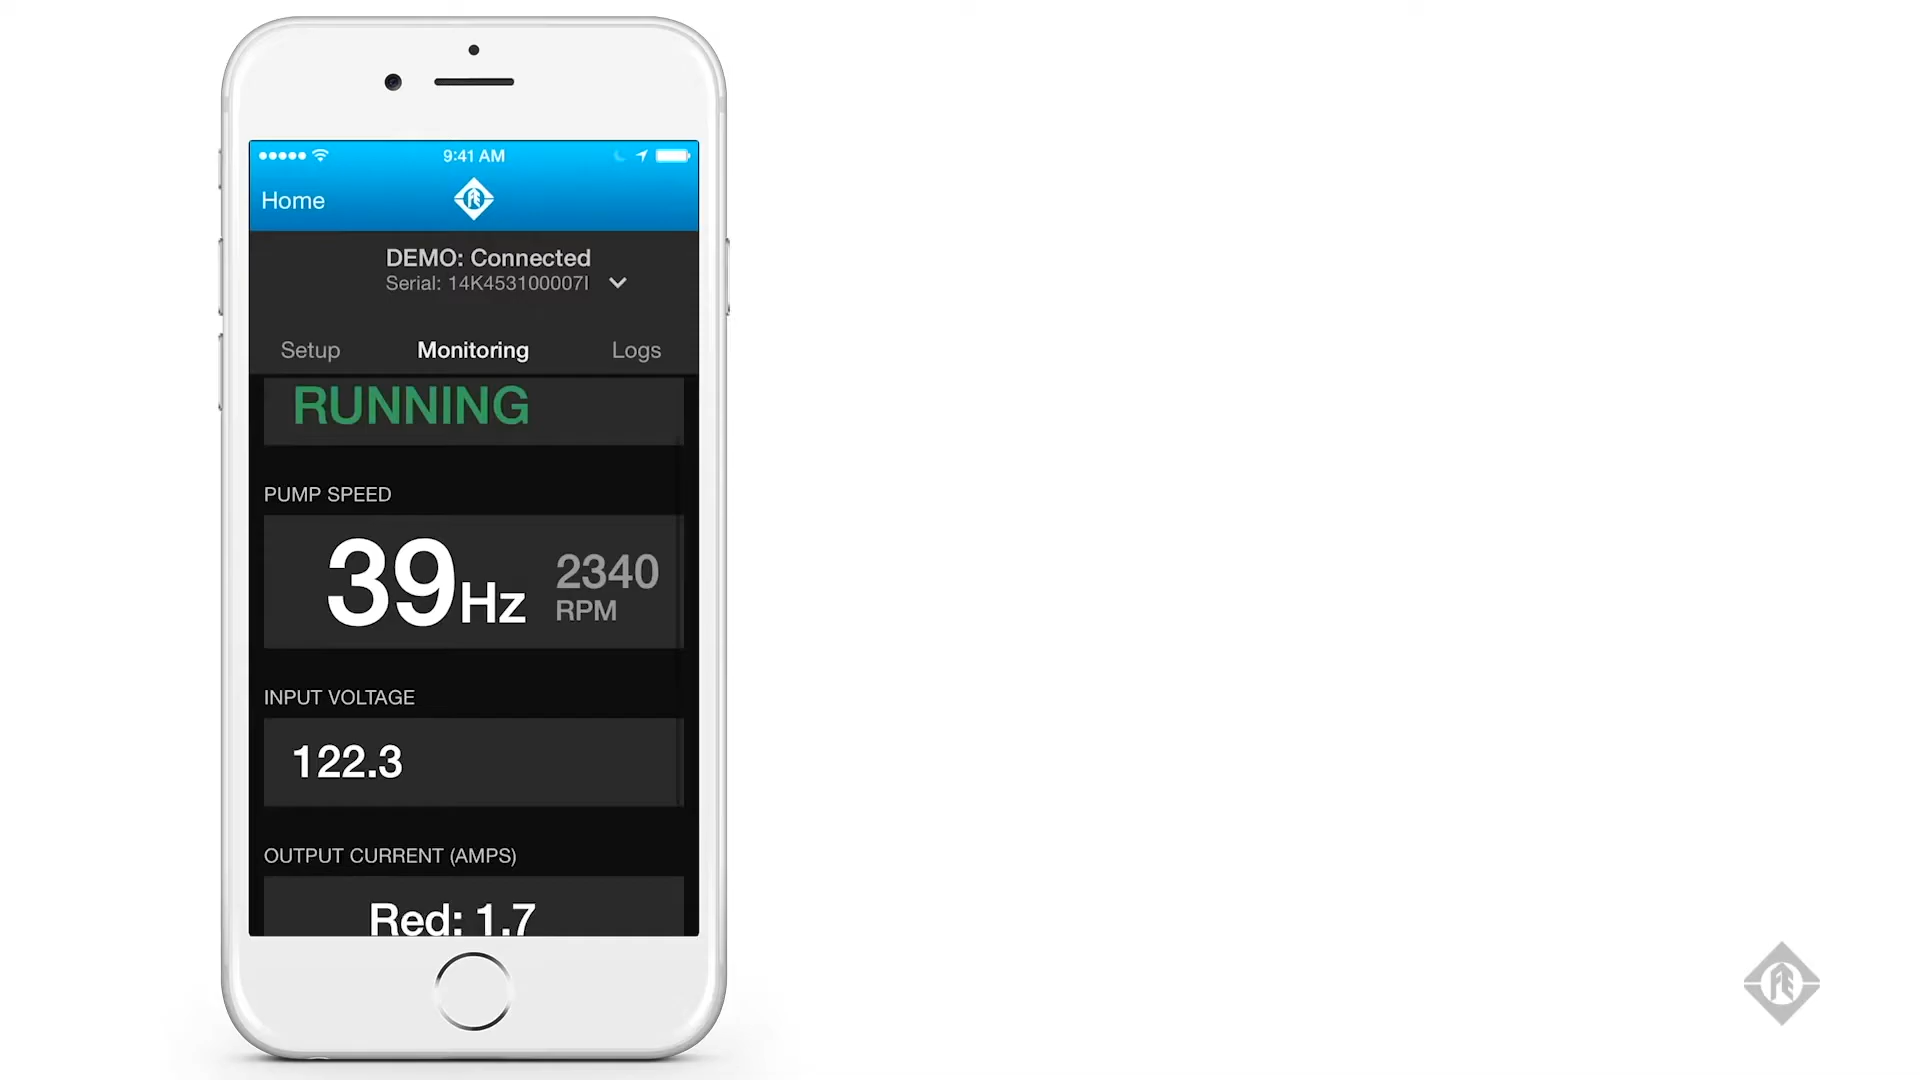 9:41 AM
Home
DEMO: Connected
Serial: 14K453100007I
Setup Monitoring Logs
RUNNING
PUMP SPEED
39Hz 2340 RPM
INPUT VOLTAGE
122.3
OUTPUT CURRENT (AMPS)
Red: 1.7